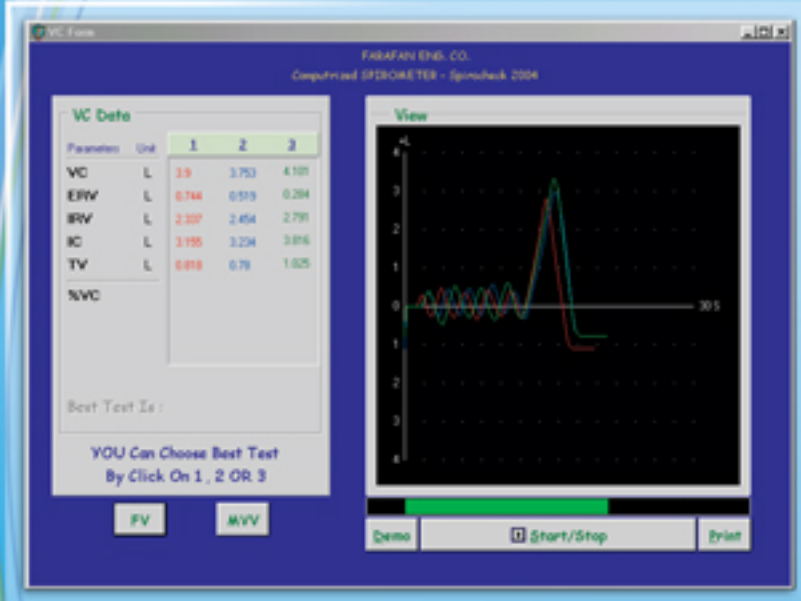 VC Form
FARAFAN ENG. CO.
Computrized SPIROMETER - Spirocheck 2004
VC Data
Parameters Unit 1 2 3
VC L 3.9 3.753 4.101
ERV L 0.744 0.519 0.284
IRV L 2.337 2.454 2.791
IC L 3.155 3.234 3.816
TV L 0.818 0.78 1.025
%VC
Best Test Is :
YOU Can Choose Best Test
By Click On 1 , 2 OR 3
FV MVV
View
+L
4
3
2
1
0 30 S
1
2
3
4
Demo Start/Stop Print